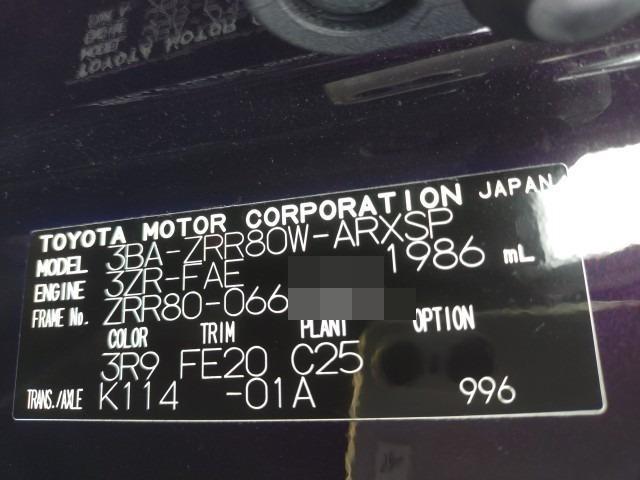 TOYOTA MOTOR CORPORATION JAPAN
MODEL 3BA-ZRR80W-ARXSP
ENGINE 3ZR-FAE 1986 mL
FRAME No. ZRR80-066
COLOR TRIM PLANT OPTION
3R9 FE20 C25
TRANS./AXLE K114 -01A 996